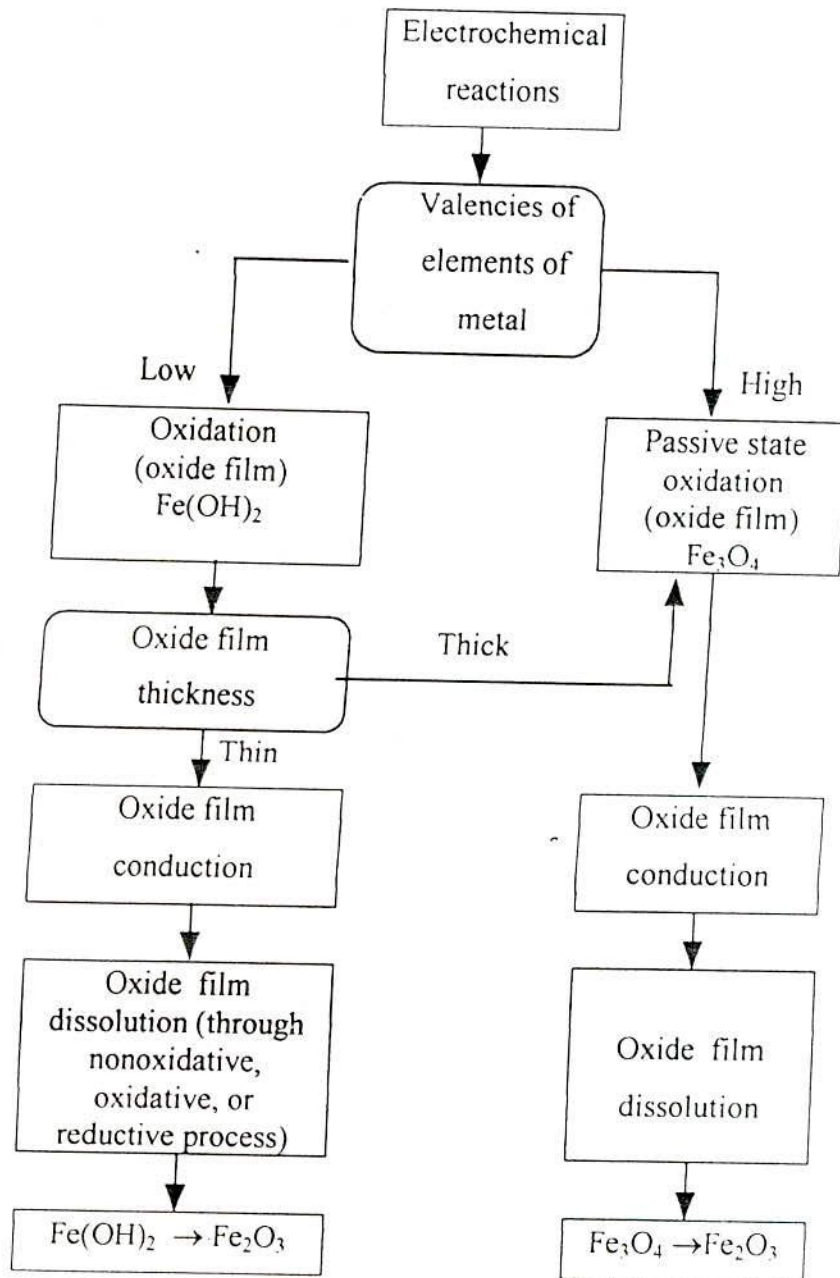 Electrochemical
reactions
Valencies of
elements of
metal
Low
High
Oxidation
(oxide film)
Fe(OH)₂
Passive state
oxidation
(oxide film)
Fe₃O₄
Oxide film
thickness
Thick
Thin
Oxide film
conduction
Oxide film
conduction
Oxide film
dissolution (through
nonoxidative,
oxidative, or
reductive process)
Oxide film
dissolution
Fe(OH)₂ → Fe₂O₃
Fe₃O₄ → Fe₂O₃